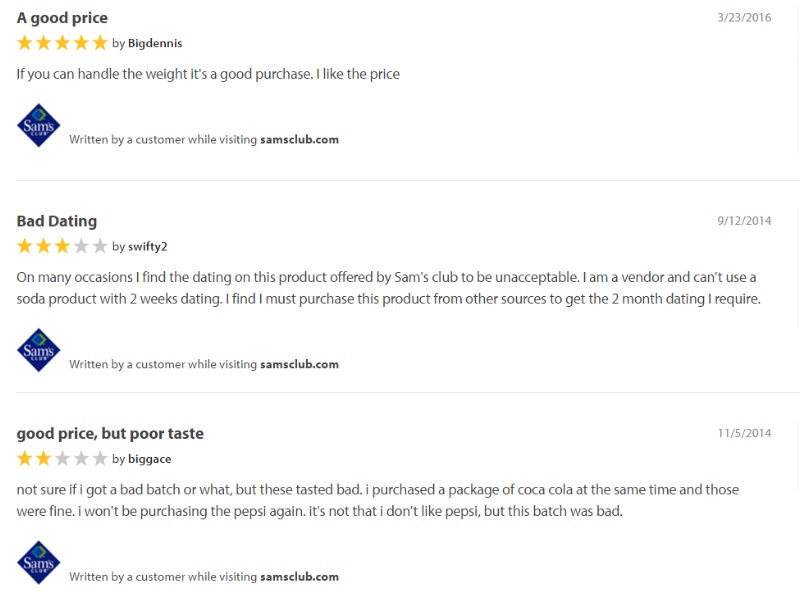 A good price
3/23/2016
by Bigdennis
If you can handle the weight it's a good purchase. I like the price
Sam's
CLUB
Written by a customer while visiting samsclub.com
Bad Dating
9/12/2014
by swifty2
On many occasions I find the dating on this product offered by Sam's club to be unacceptable. I am a vendor and can't use a
soda product with 2 weeks dating. I find I must purchase this product from other sources to get the 2 month dating I require.
Sam's
CLUB
Written by a customer while visiting samsclub.com
good price, but poor taste
11/5/2014
by biggace
not sure if i got a bad batch or what, but these tasted bad. i purchased a package of coca cola at the same time and those
were fine. i won't be purchasing the pepsi again. it's not that i don't like pepsi, but this batch was bad.
Sam's
CLUB
Written by a customer while visiting samsclub.com